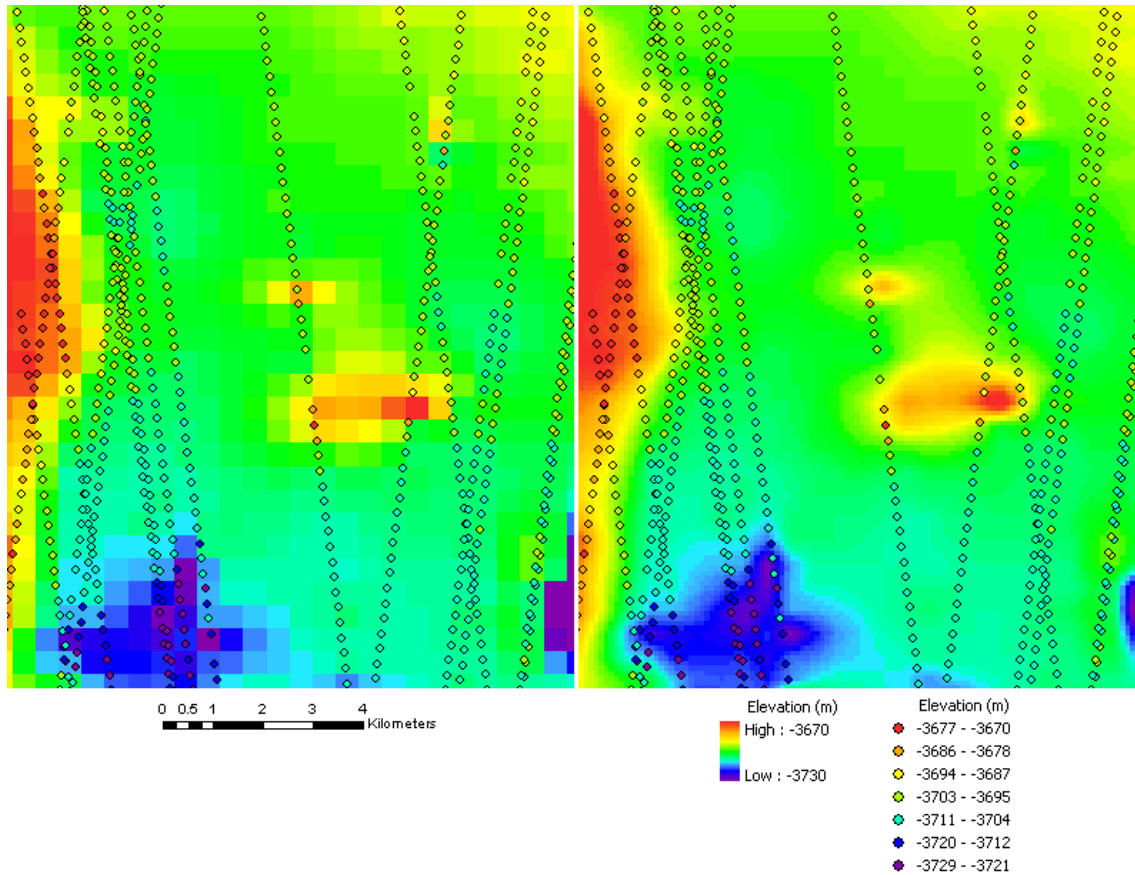 0 0.5 1 2 3 4
Kilometers
Elevation (m)
High : -3670
Low : -3730
Elevation (m)
-3677 - -3670
-3686 - -3678
-3694 - -3687
-3703 - -3695
-3711 - -3704
-3720 - -3712
-3729 - -3721